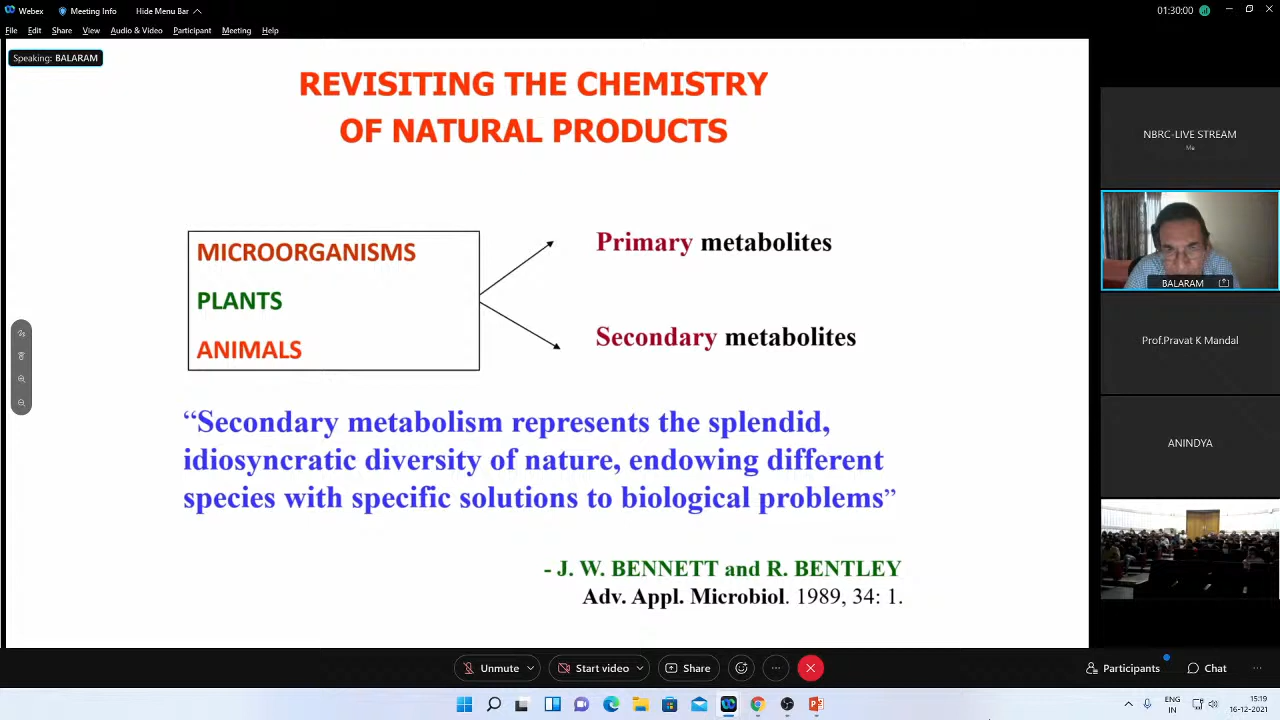 Webex
Meeting Info
Hide Menu Bar
01:30:00
File Edit Share View Audio & Video Participant Meeting Help
Speaking: BALARAM
REVISITING THE CHEMISTRY
OF NATURAL PRODUCTS
MICROORGANISMS
PLANTS
ANIMALS
Primary metabolites
Secondary metabolites
“Secondary metabolism represents the splendid,
idiosyncratic diversity of nature, endowing different
species with specific solutions to biological problems”
- J. W. BENNETT and R. BENTLEY
Adv. Appl. Microbiol. 1989, 34: 1.
NBRC-LIVE STREAM
Me
BALARAM
Prof.Pravat K Mandal
ANINDYA
Unmute
Start video
Share
Participants
Chat
ENG
IN
15:19
16-12-2021